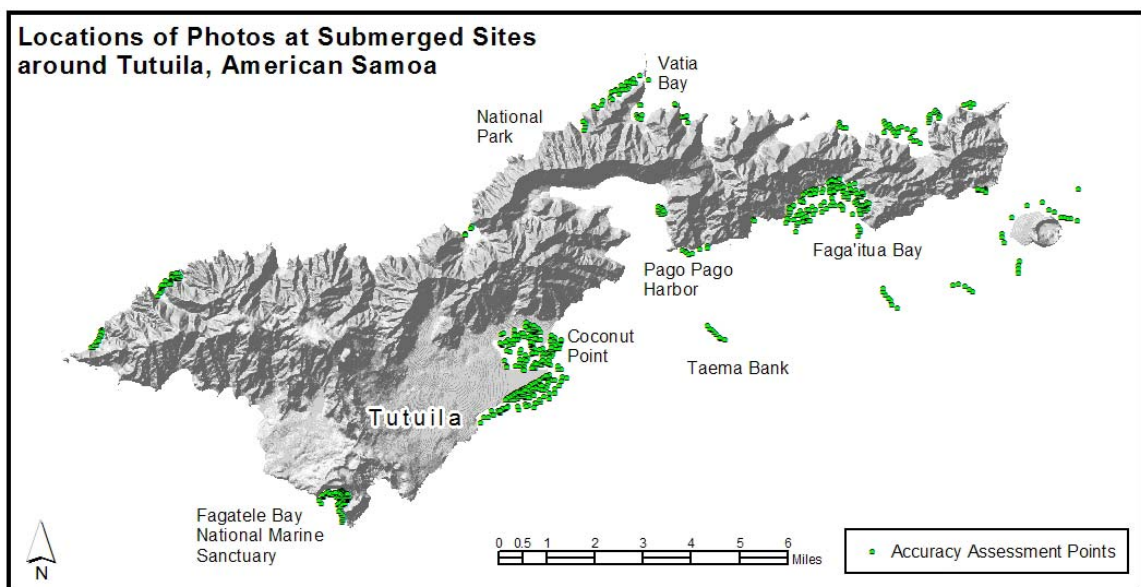 Locations of Photos at Submerged Sites
around Tutuila, American Samoa
Vatia
Bay
National
Park
Faga'itua Bay
Pago Pago
Harbor
Coconut
Point
Taema Bank
Tutuila
Fagatele Bay
National Marine
Sanctuary
N
0 0.5 1 2 3 4 5 6
Miles
Accuracy Assessment Points